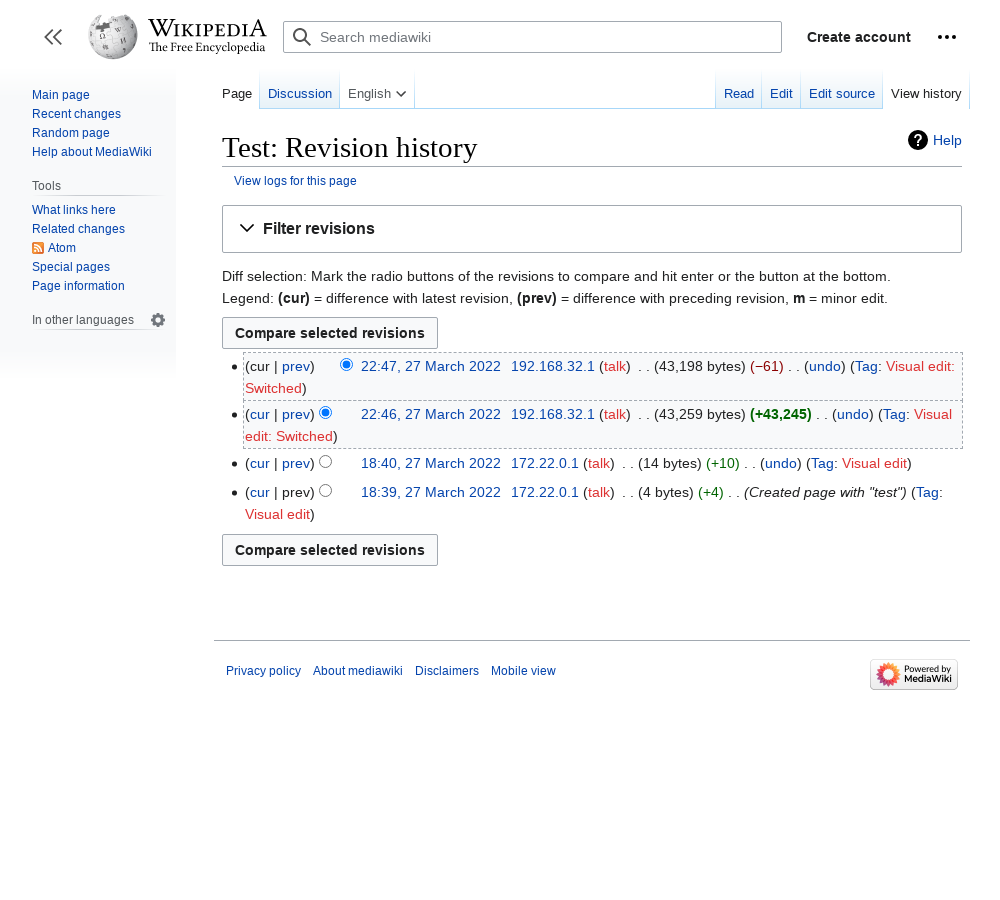 WIKIPEDIA
The Free Encyclopedia
Search mediawiki
Create account
Main page
Recent changes
Random page
Help about MediaWiki
Tools
What links here
Related changes
Atom
Special pages
Page information
In other languages
Page Discussion English Read Edit Edit source View history
Test: Revision history
Help
View logs for this page
Filter revisions
Diff selection: Mark the radio buttons of the revisions to compare and hit enter or the button at the bottom.
Legend: (cur) = difference with latest revision, (prev) = difference with preceding revision, m = minor edit.
Compare selected revisions
(cur | prev) 22:47, 27 March 2022 192.168.32.1 (talk) . . (43,198 bytes) (−61) . . (undo) (Tag: Visual edit:
Switched)
(cur | prev) 22:46, 27 March 2022 192.168.32.1 (talk) . . (43,259 bytes) (+43,245) . . (undo) (Tag: Visual
edit: Switched)
(cur | prev) 18:40, 27 March 2022 172.22.0.1 (talk) . . (14 bytes) (+10) . . (undo) (Tag: Visual edit)
(cur | prev) 18:39, 27 March 2022 172.22.0.1 (talk) . . (4 bytes) (+4) . . (Created page with "test") (Tag:
Visual edit)
Compare selected revisions
Privacy policy About mediawiki Disclaimers Mobile view
Powered by
MediaWiki